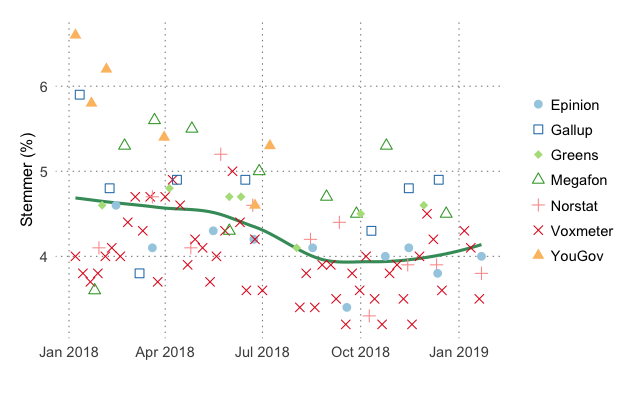 Stemmer (%)
6
5
4
Jan 2018
Apr 2018
Jul 2018
Oct 2018
Jan 2019
Epinion
Gallup
Greens
Megafon
Norstat
Voxmeter
YouGov